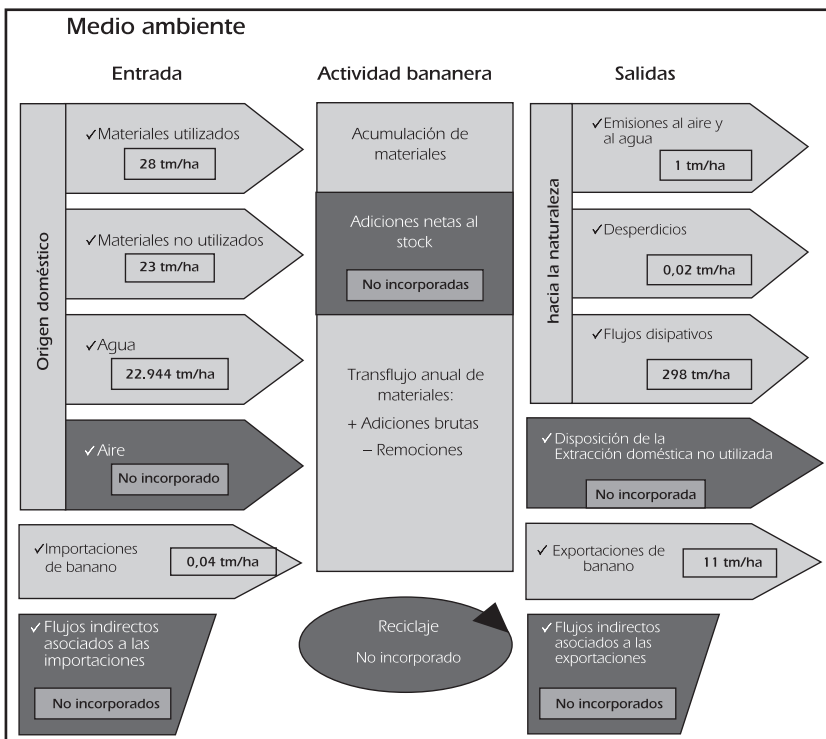 Medio ambiente
Entrada
Actividad bananera
Salidas
Origen doméstico
✓Materiales utilizados
28 tm/ha
✓Materiales no utilizados
23 tm/ha
✓Agua
22.944 tm/ha
✓Aire
No incorporado
✓Importaciones
de banano
0,04 tm/ha
✓Flujos indirectos
asociados a las
importaciones
No incorporados
Acumulación de
materiales
Adiciones netas al
stock
No incorporadas
Transflujo anual de
materiales:
+ Adiciones brutas
– Remociones
Reciclaje
No incorporado
hacia la naturaleza
✓Emisiones al aire y
al agua
1 tm/ha
✓Desperdicios
0,02 tm/ha
✓Flujos disipativos
298 tm/ha
✓Disposición de la
Extracción doméstica no utilizada
No incorporada
✓Exportaciones de
banano
11 tm/ha
✓Flujos indirectos
asociados a las
exportaciones
No incorporados